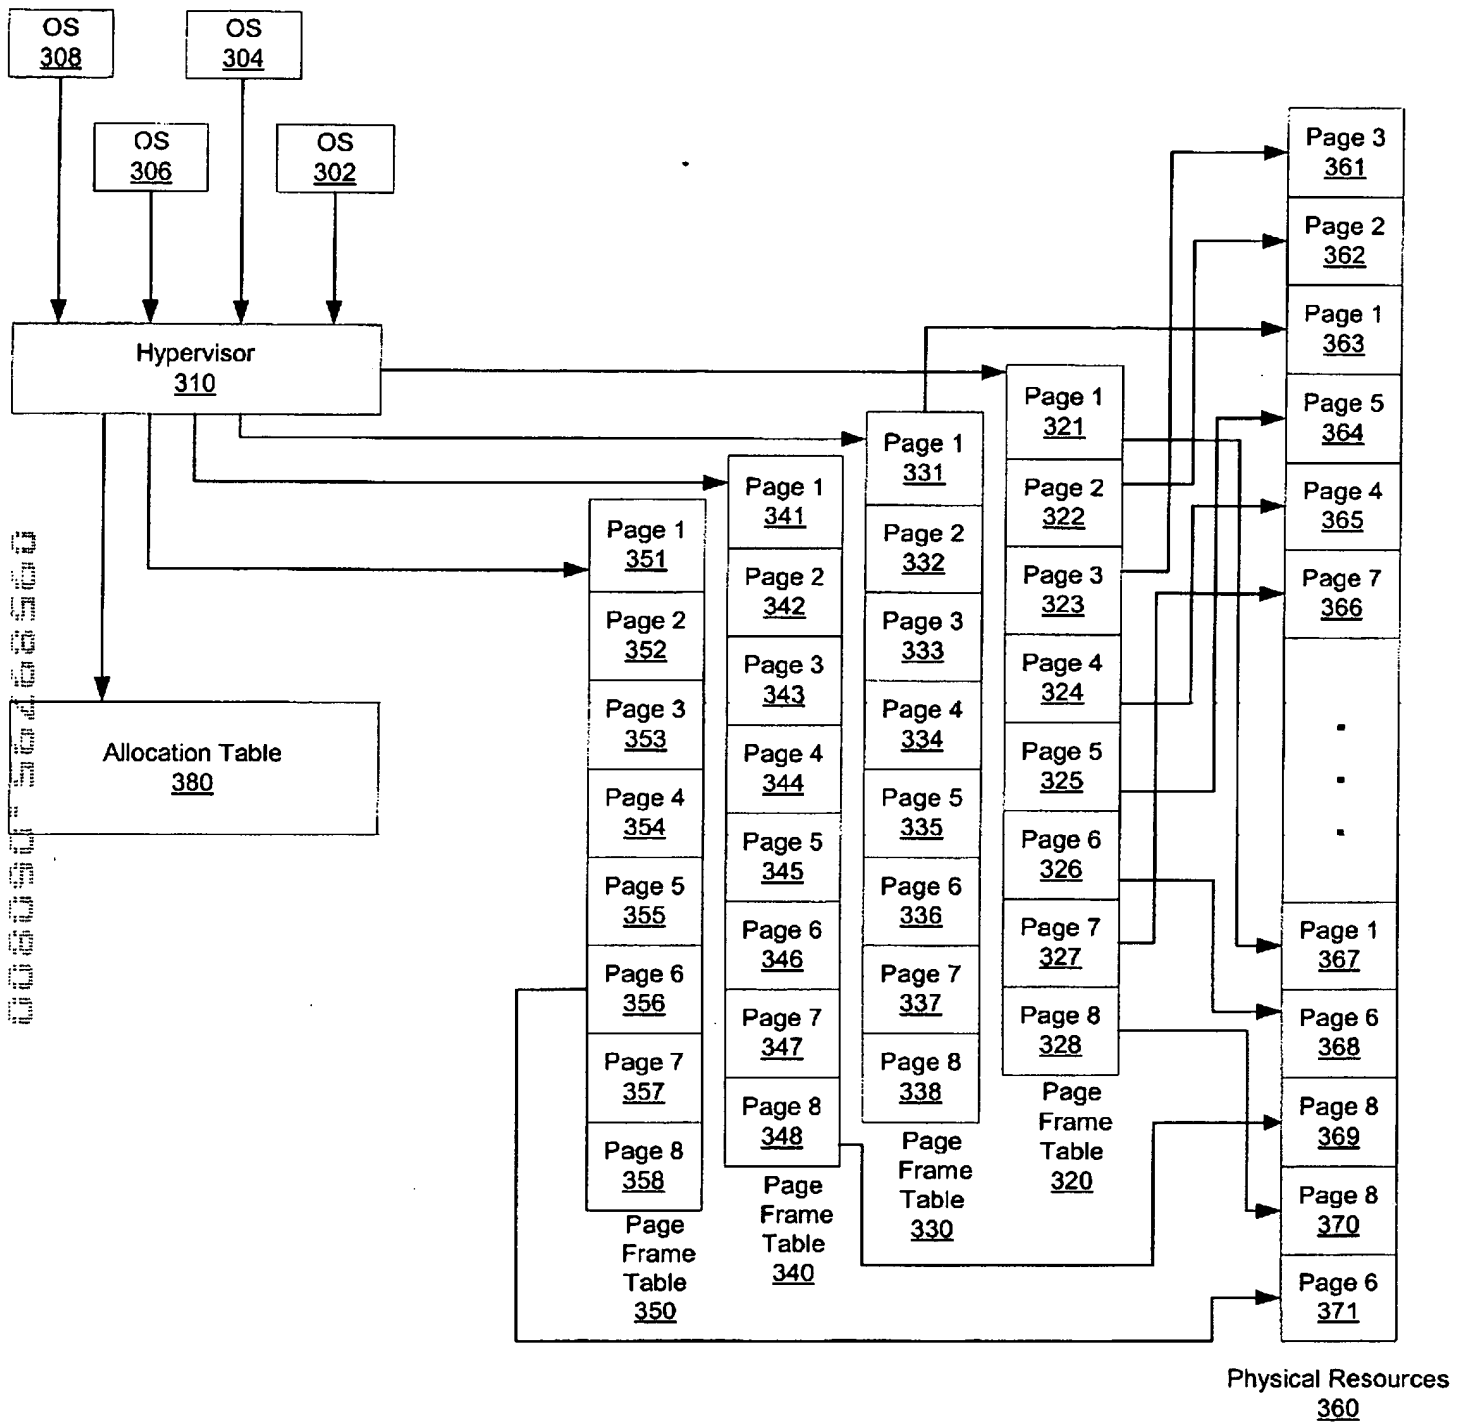 OS
308
OS
304
OS
306
OS
302
Hypervisor
310
Allocation Table
380
Page 1
351
Page 2
352
Page 3
353
Page 4
354
Page 5
355
Page 6
356
Page 7
357
Page 8
358
Page
Frame
Table
350
Page 1
341
Page 2
342
Page 3
343
Page 4
344
Page 5
345
Page 6
346
Page 7
347
Page 8
348
Page
Frame
Table
340
Page 1
331
Page 2
332
Page 3
333
Page 4
334
Page 5
335
Page 6
336
Page 7
337
Page 8
338
Page
Frame
Table
330
Page 1
321
Page 2
322
Page 3
323
Page 4
324
Page 5
325
Page 6
326
Page 7
327
Page 8
328
Page
Frame
Table
320
Page 3
361
Page 2
362
Page 1
363
Page 5
364
Page 4
365
Page 7
366
Page 1
367
Page 6
368
Page 8
369
Page 8
370
Page 6
371
Physical Resources
360